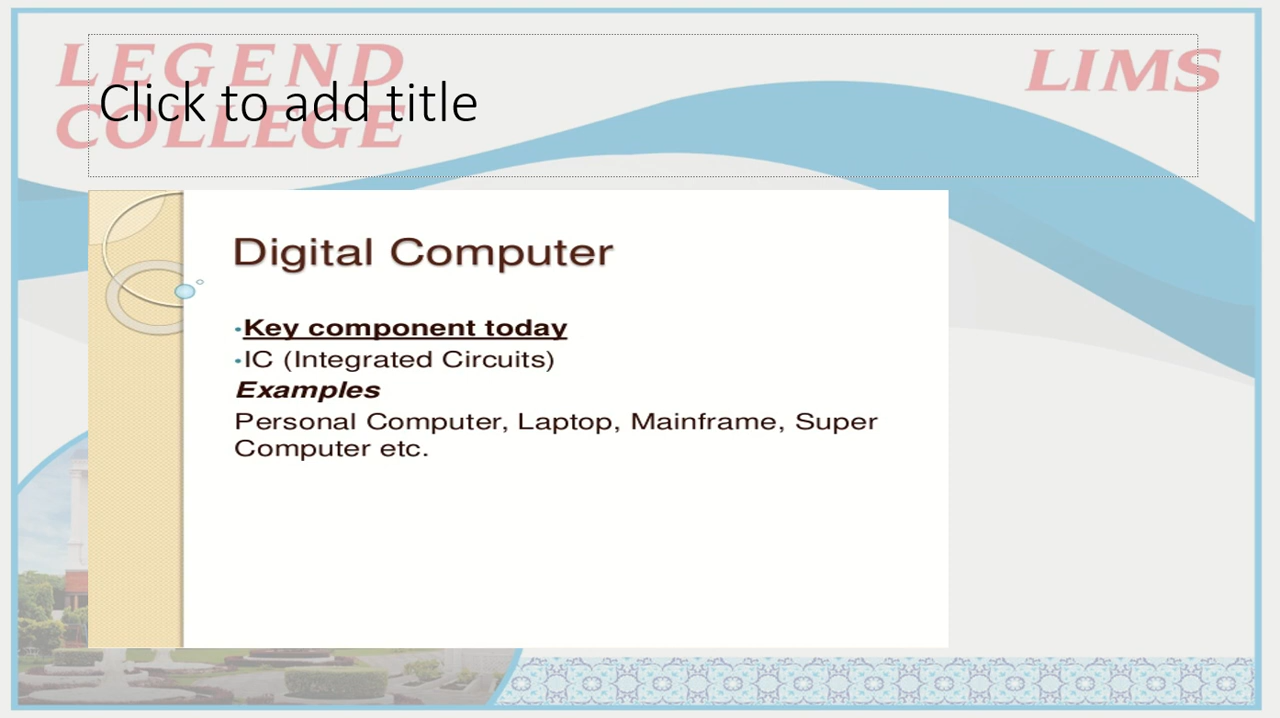 LEGEND
COLLEGE
LIMS
Click to add title
Digital Computer
•Key component today
•IC (Integrated Circuits)
Examples
Personal Computer, Laptop, Mainframe, Super
Computer etc.